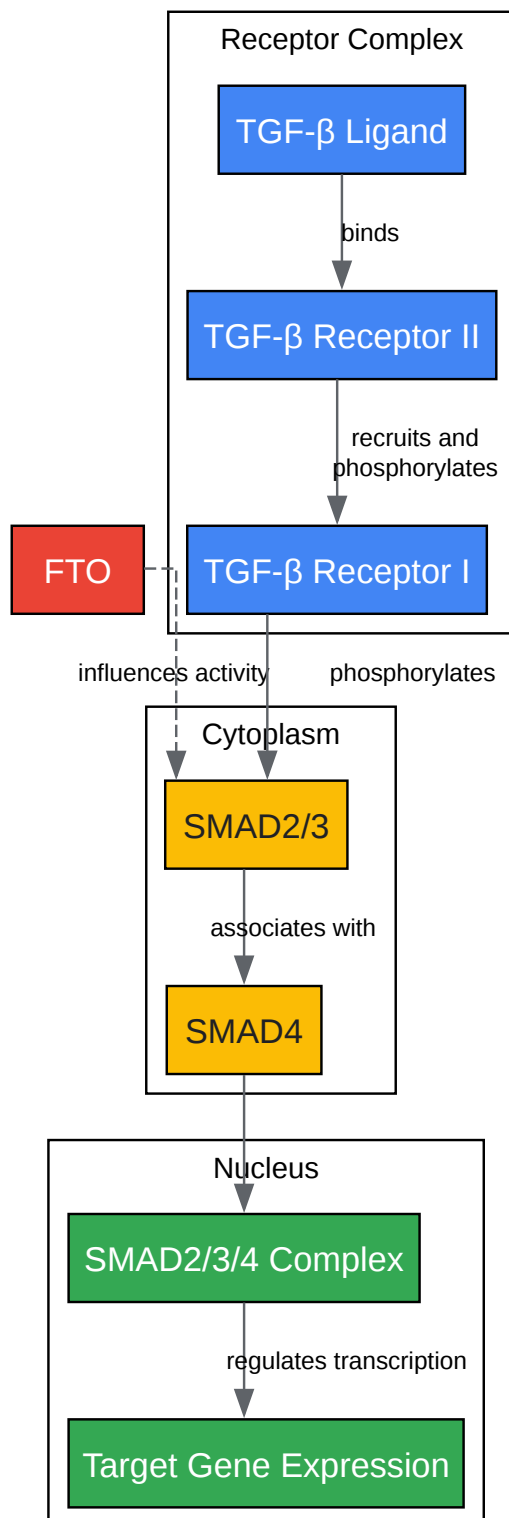 Receptor Complex
TGF-β Ligand
binds
TGF-β Receptor II
recruits and
phosphorylates
FTO
TGF-β Receptor I
influences activity
phosphorylates
Cytoplasm
SMAD2/3
associates with
SMAD4
Nucleus
SMAD2/3/4 Complex
regulates transcription
Target Gene Expression